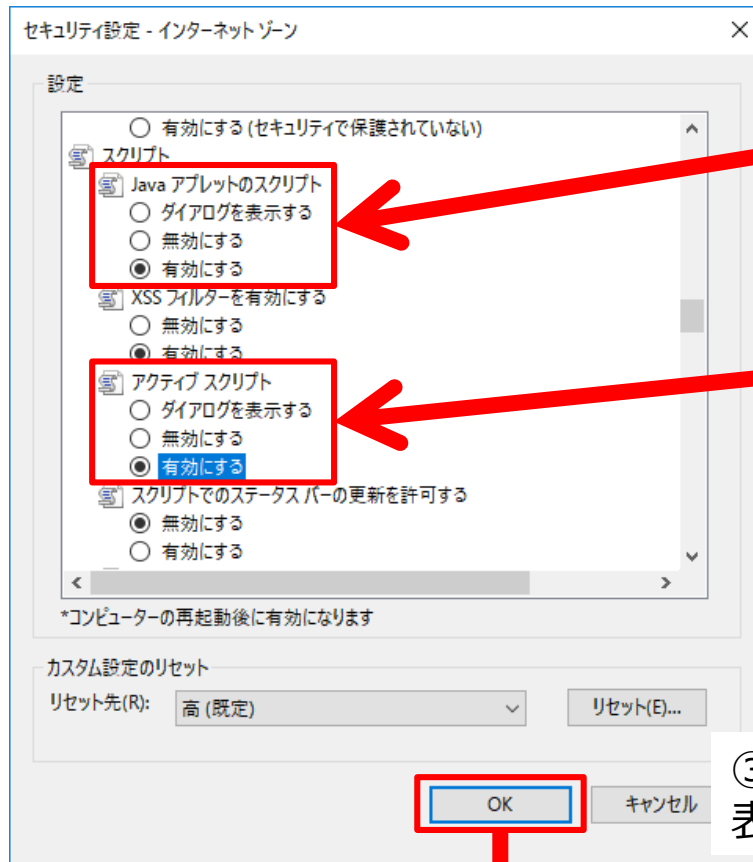 セキュリティ設定 - インターネット ゾーン
設定
有効にする (セキュリティで保護されていない)
スクリプト
Java アプレットのスクリプト
ダイアログを表示する
無効にする
有効にする
XSS フィルターを有効にする
無効にする
有効にする
アクティブ スクリプト
ダイアログを表示する
無効にする
有効にする
スクリプトでのステータス バーの更新を許可する
無効にする
有効にする
*コンピューターの再起動後に有効になります
カスタム設定のリセット
リセット先(R): 高 (既定) リセット(E)...
OK キャンセル
③
表